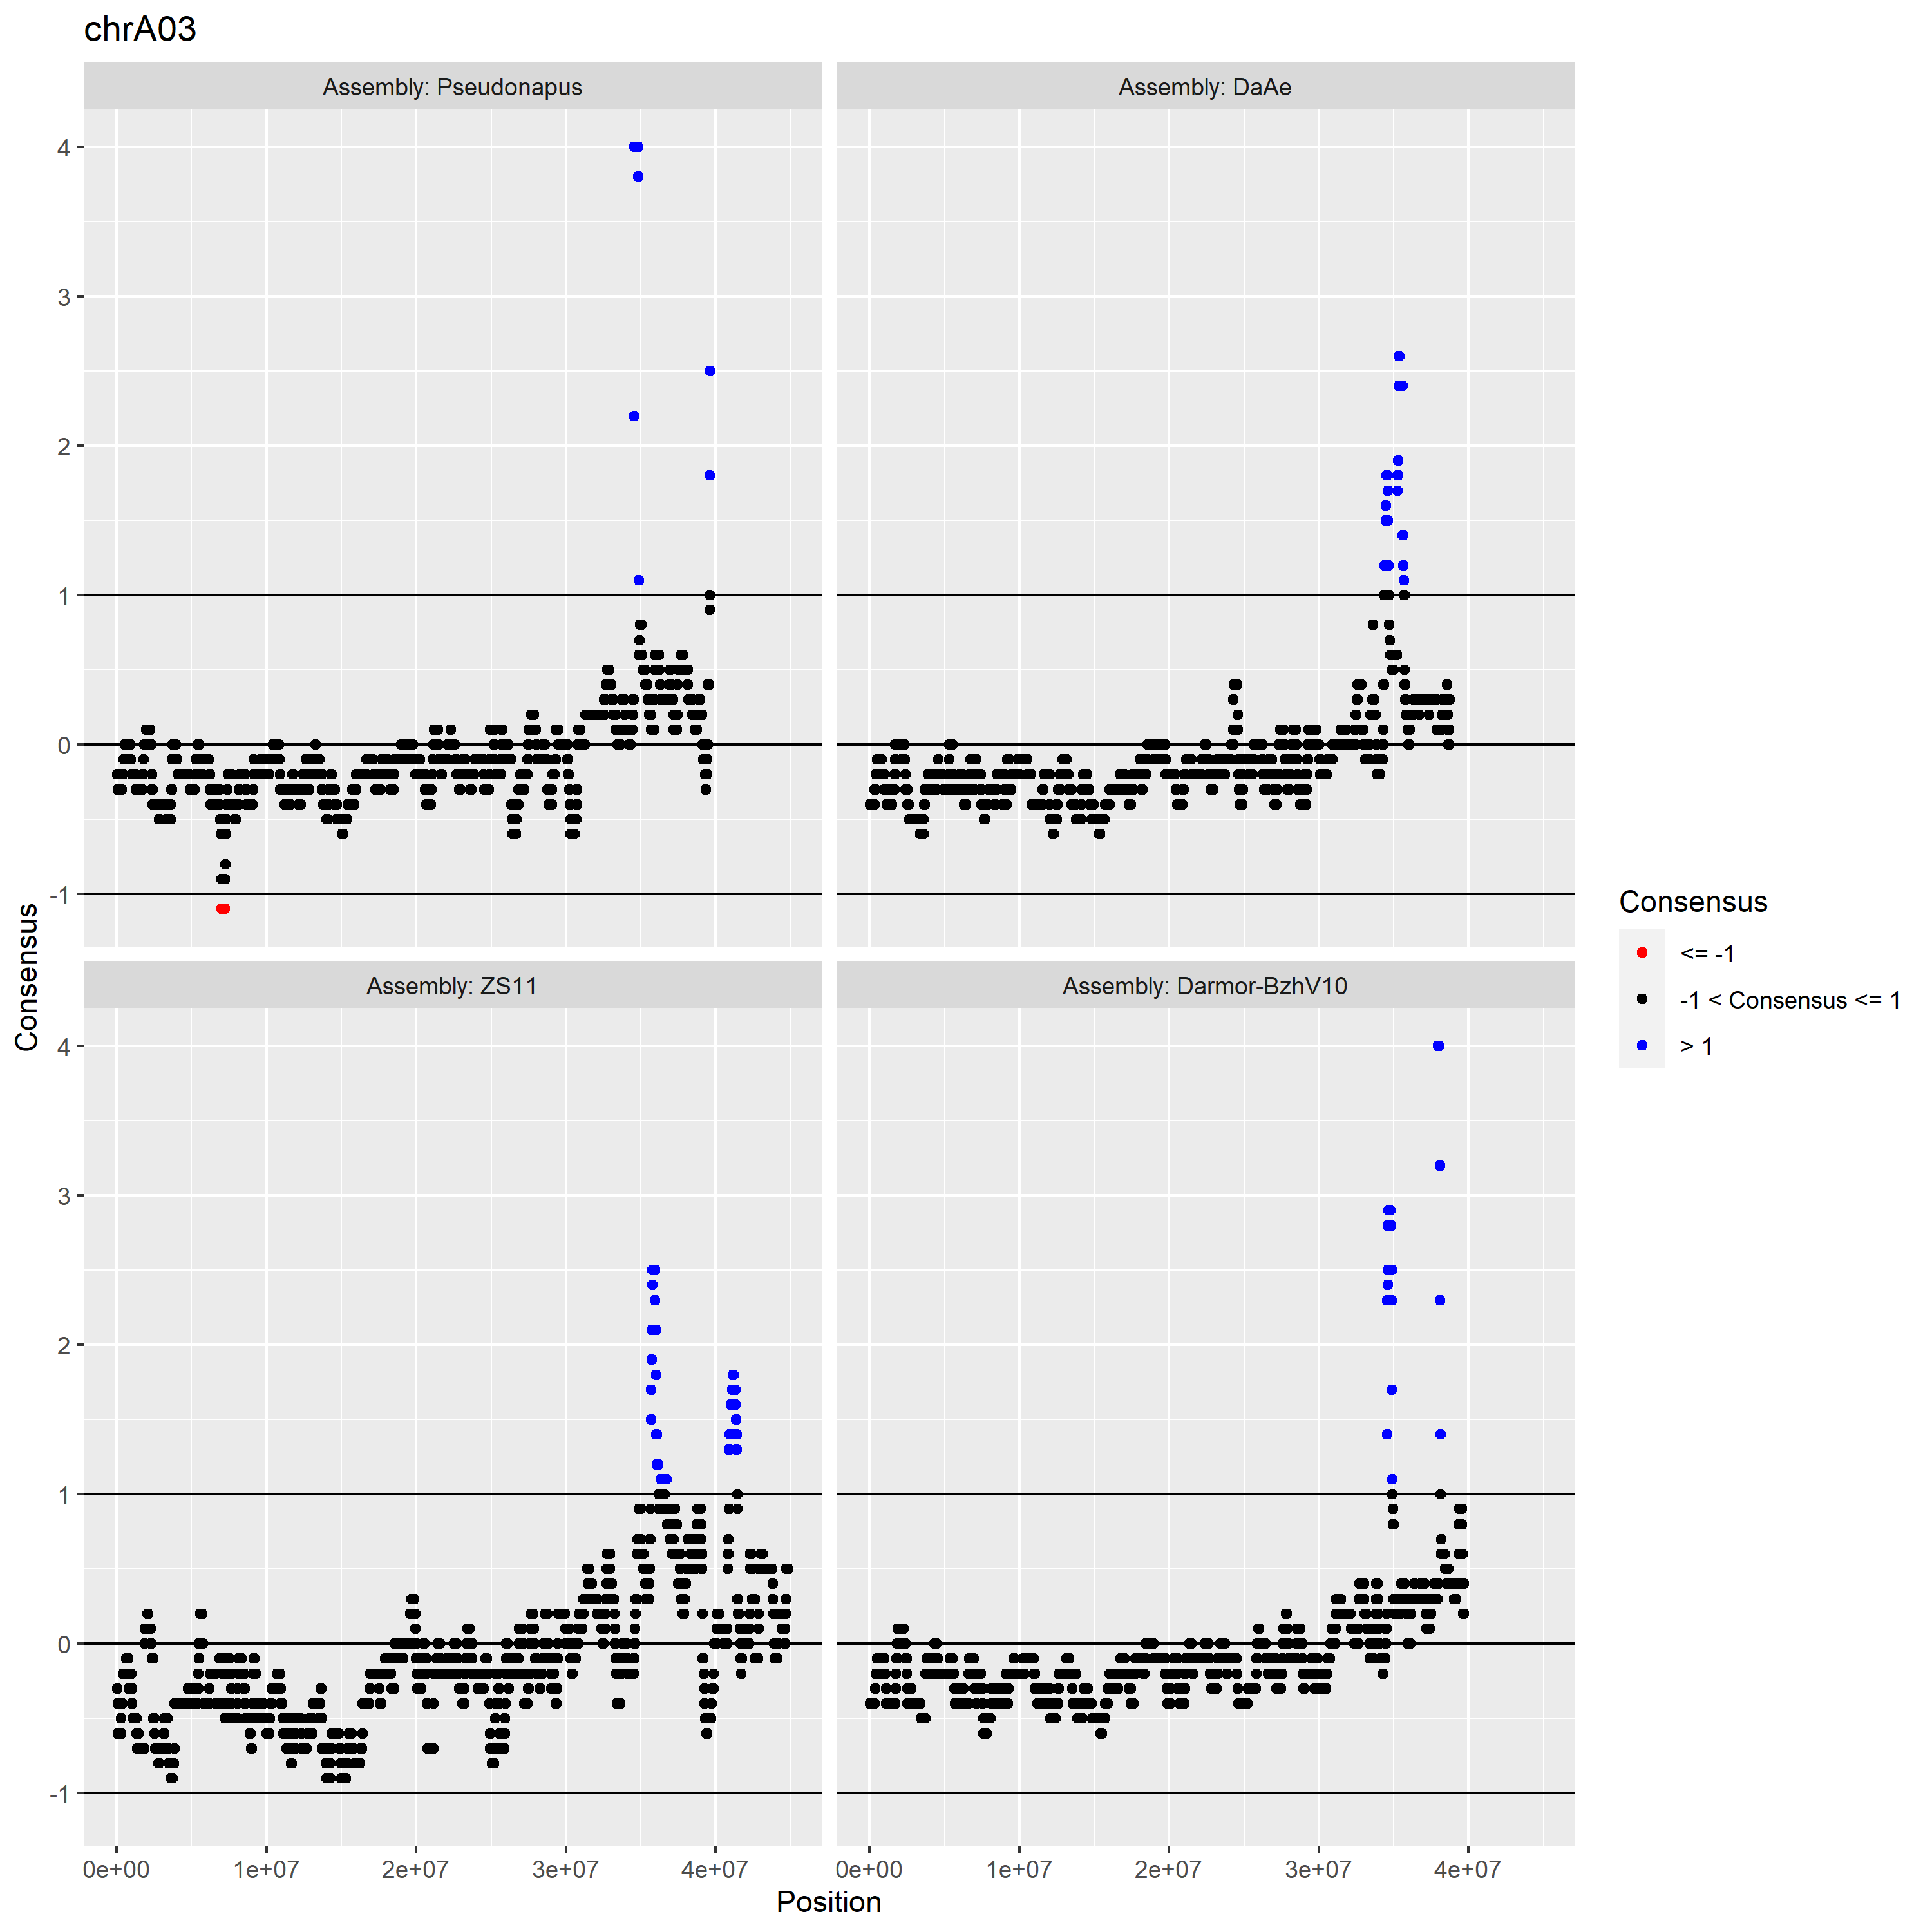 chrA03
Assembly: Pseudonapus
Assembly: DaAe
4
3
2
1
0
-1
Consensus
Assembly: ZS11
Assembly: Darmor-BzhV10
4
3
2
1
0
-1
0e+00 1e+07 2e+07 3e+07 4e+07
0e+00 1e+07 2e+07 3e+07 4e+07
Position
Consensus
<= -1
-1 < Consensus <= 1
> 1